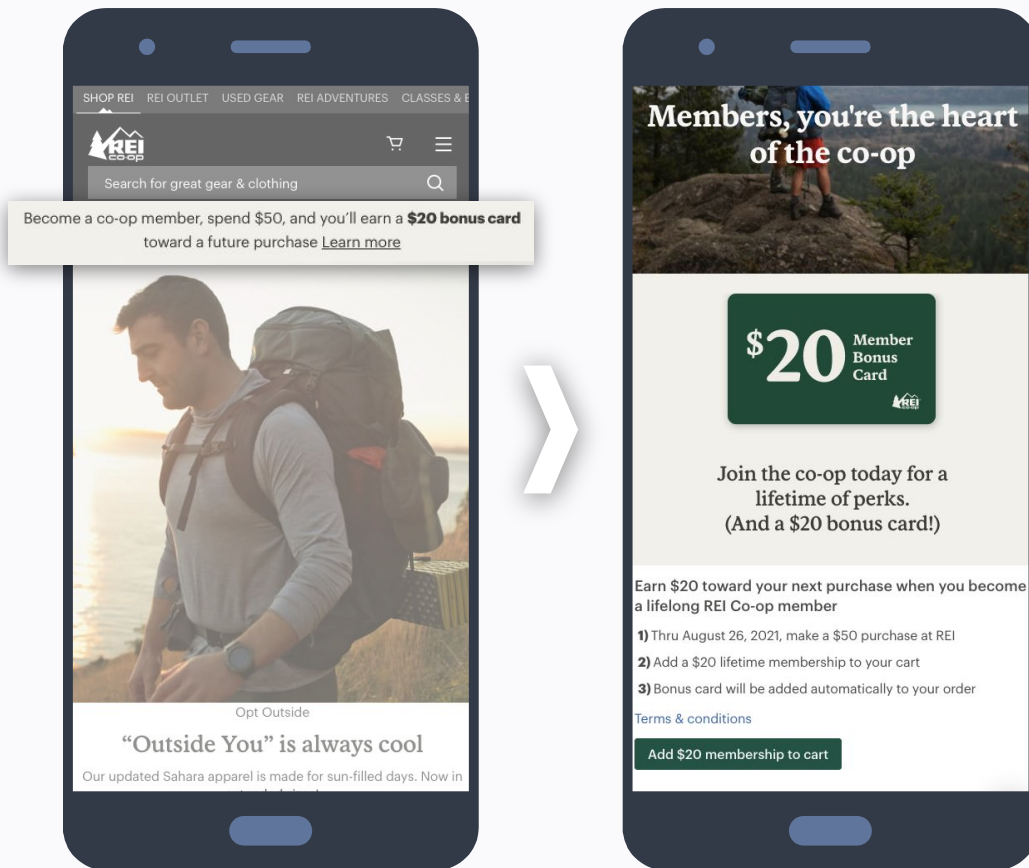 SHOP REI REI OUTLET USED GEAR REI ADVENTURES CLASSES & E
REI
co-op
Search for great gear & clothing
Become a co-op member, spend $50, and you'll earn a $20 bonus card
toward a future purchase Learn more
Opt Outside
“Outside You” is always cool
Our updated Sahara apparel is made for sun-filled days. Now in
Members, you're the heart
of the co-op
$20 Member
Bonus
Card
REI
co-op
Join the co-op today for a
lifetime of perks.
(And a $20 bonus card!)
Earn $20 toward your next purchase when you become
a lifelong REI Co-op member
1) Thru August 26, 2021, make a $50 purchase at REI
2) Add a $20 lifetime membership to your cart
3) Bonus card will be added automatically to your order
Terms & conditions
Add $20 membership to cart